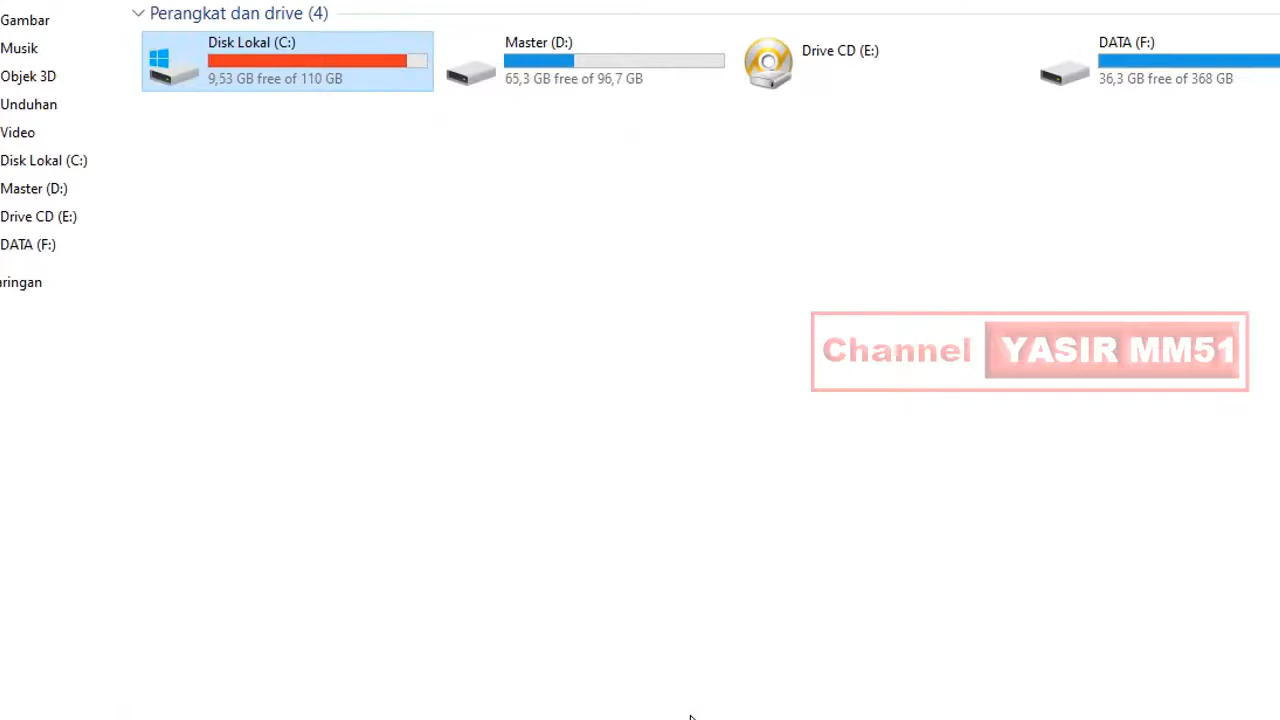 Gambar
Musik
Objek 3D
Unduhan
Video
Disk Lokal (C:)
Master (D:)
Drive CD (E:)
DATA (F:)
aringan
Perangkat dan drive (4)
Disk Lokal (C:)
9,53 GB free of 110 GB
Master (D:)
65,3 GB free of 96,7 GB
Drive CD (E:)
DATA (F:)
36,3 GB free of 368 GB
Channel YASIR MM51